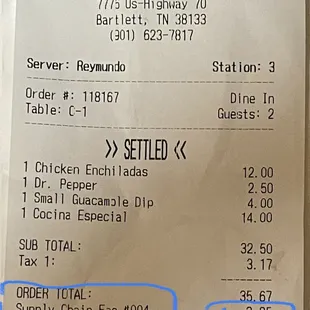 7775 Us-Highway 70
Bartlett, TN 38133
(901) 623-7817
Server: Reymundo Station: 3
Order #: 118167 Dine In
Table: C-1 Guests: 2
>> SETTLED <<
1 Chicken Enchiladas 12.00
1 Dr. Pepper 2.50
1 Small Guacamole Dip 4.00
1 Cocina Especial 14.00
SUB TOTAL: 32.50
Tax 1: 3.17
ORDER TOTAL: 35.67
Supply Chain Fee #004